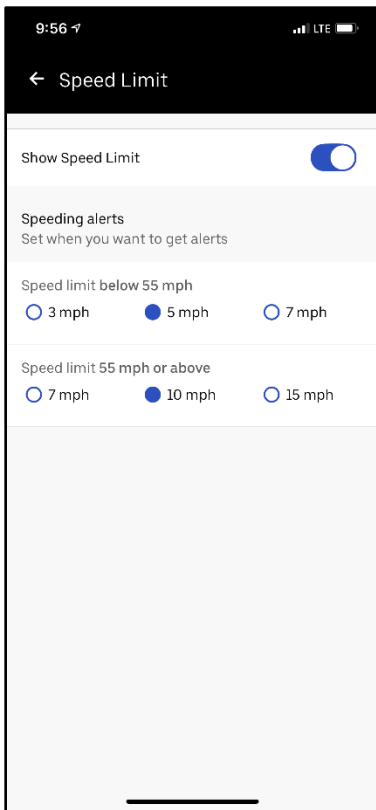 9:56 LTE
Speed Limit
Show Speed Limit
Speeding alerts
Set when you want to get alerts
Speed limit below 55 mph
3 mph 5 mph 7 mph
Speed limit 55 mph or above
7 mph 10 mph 15 mph